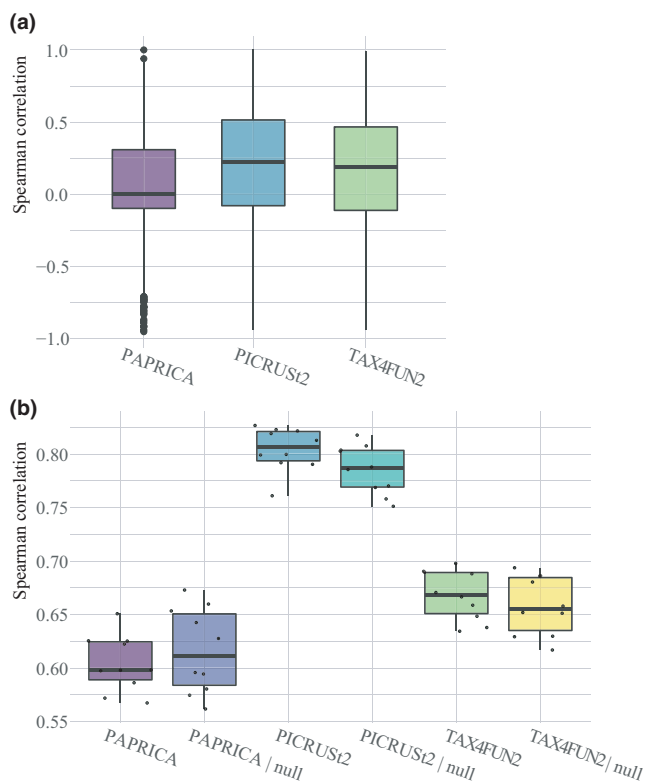 (a)
Spearman correlation
1.0
0.5
0.0
−0.5
−1.0
PAPRICA
PICRUSt2
TAX4FUN2
(b)
Spearman correlation
0.80
0.75
0.70
0.65
0.60
0.55
PAPRICA
PAPRICA | null
PICRUSt2
PICRUSt2 | null
TAX4FUN2
TAX4FUN2 | null